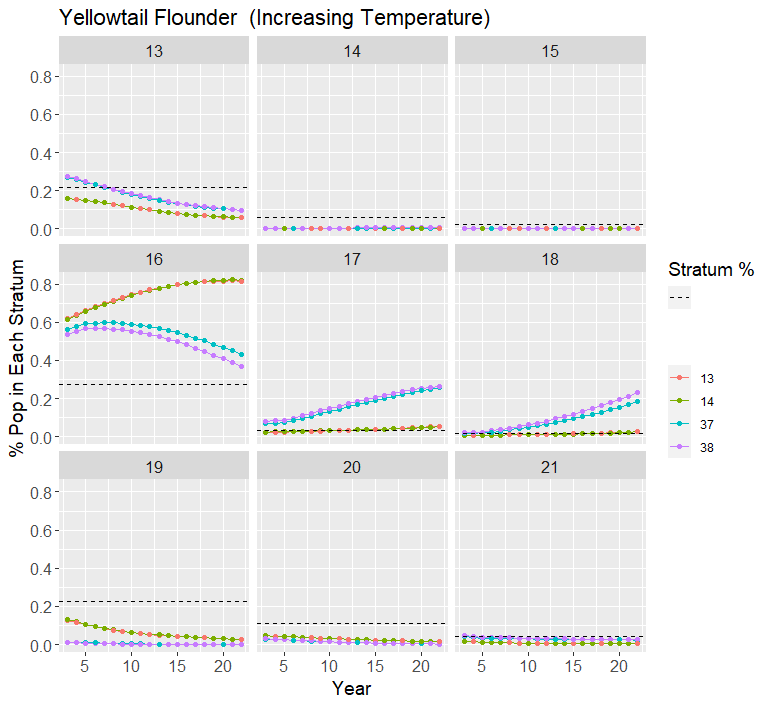 Yellowtail Flounder (Increasing Temperature)
13 14 15
0.8
0.6
0.4
0.2
0.0
16 17 18
0.8
0.6
0.4
0.2
0.0
19 20 21
0.8
0.6
0.4
0.2
0.0
5 10 15 20 5 10 15 20 5 10 15 20
Year
% Pop in Each Stratum
Stratum %
13
14
37
38